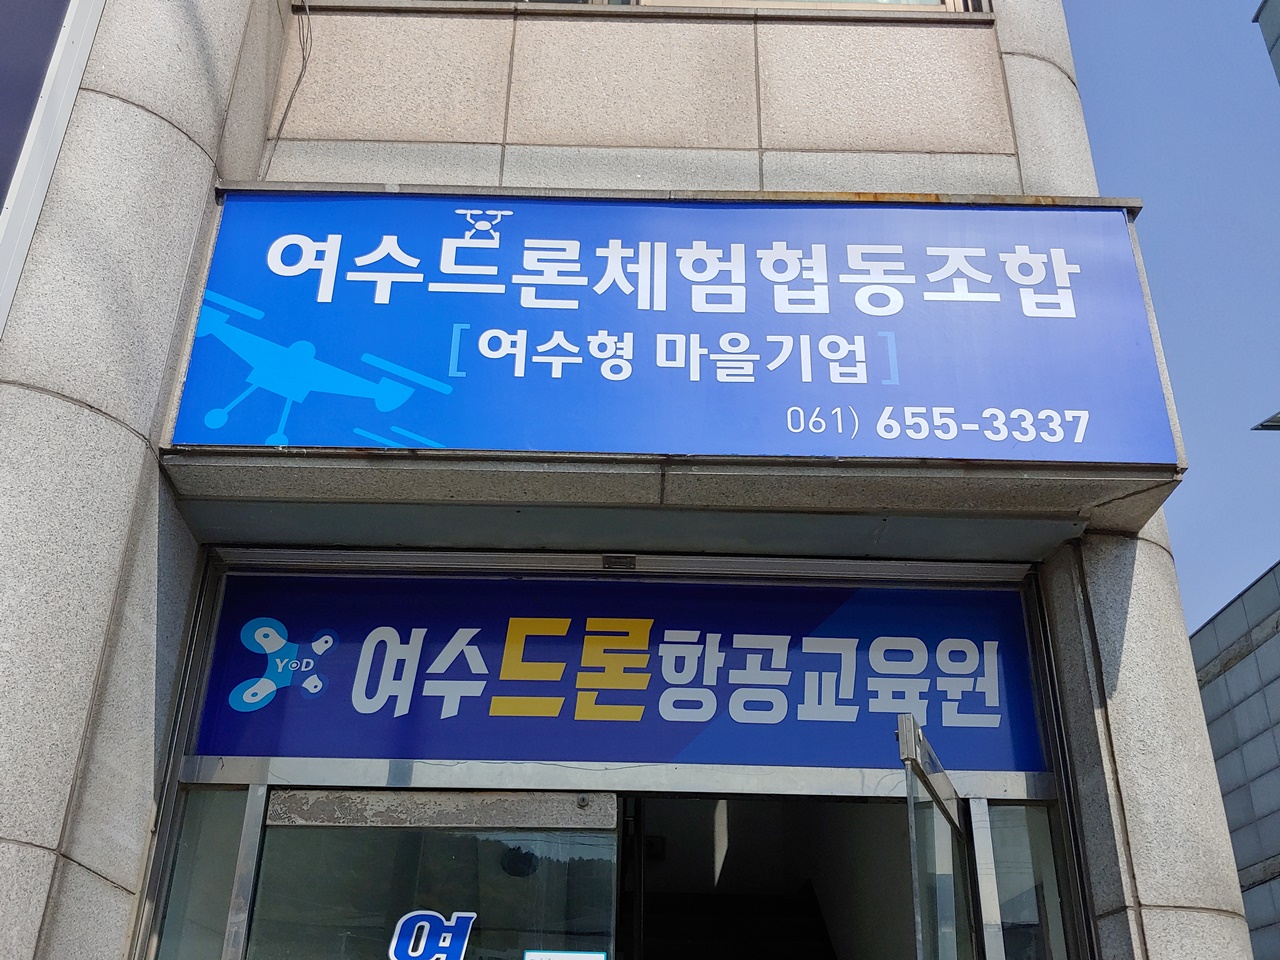 여수드론체험협동조합
[여수형 마을기업]
061) 655-3337
YOD
여수드론항공교육원
여